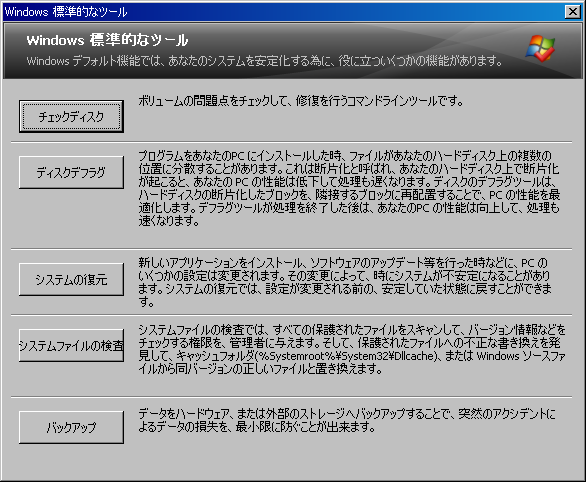 Windows 標準的なツール
Windows 標準的なツール
Windows デフォルト機能では、あなたのシステムを安定化する為に、役に立ついくつかの機能があります。
チェックディスク
ボリュームの問題点をチェックして、修復を行うコマンドラインツールです。
ディスクデフラグ
プログラムをあなたのPC にインストールした時、ファイルがあなたのハードディスク上の複数の
位置に分散することがあります。これは断片化と呼ばれ、あなたのハードディスク上で断片化
が起こると、あなたの PC の性能は低下して処理も遅くなります。ディスクのデフラグツールは、
ハードディスクの断片化したブロックを、隣接するブロックに再配置することで、PC の性能を最
適化します。デフラグツールが処理を終了した後は、あなたのPC の性能は向上して、処理も
速くなります。
システムの復元
新しいアプリケーションをインストール、ソフトウェアのアップデート等を行った時などに、PC の
いくつかの設定は変更されます。その変更によって、時にシステムが不安定になることがあり
ます。システムの復元では、設定が変更される前の、安定していた状態に戻すことができま
す。
システムファイルの検査
システムファイルの検査では、すべての保護されたファイルをスキャンして、バージョン情報などを
チェックする権限を、管理者に与えます。そして、保護されたファイルへの不正な書き換えを発
見して、キャッシュフォルダ(%Systemroot%¥System32¥Dllcache)、または Windows ソースファ
イルから同バージョンの正しいファイルと置き換えます。
バックアップ
データをハードウェア、または外部のストレージへバックアップすることで、突然のアクシデントに
よるデータの損失を、最小限に防ぐことが出来ます。